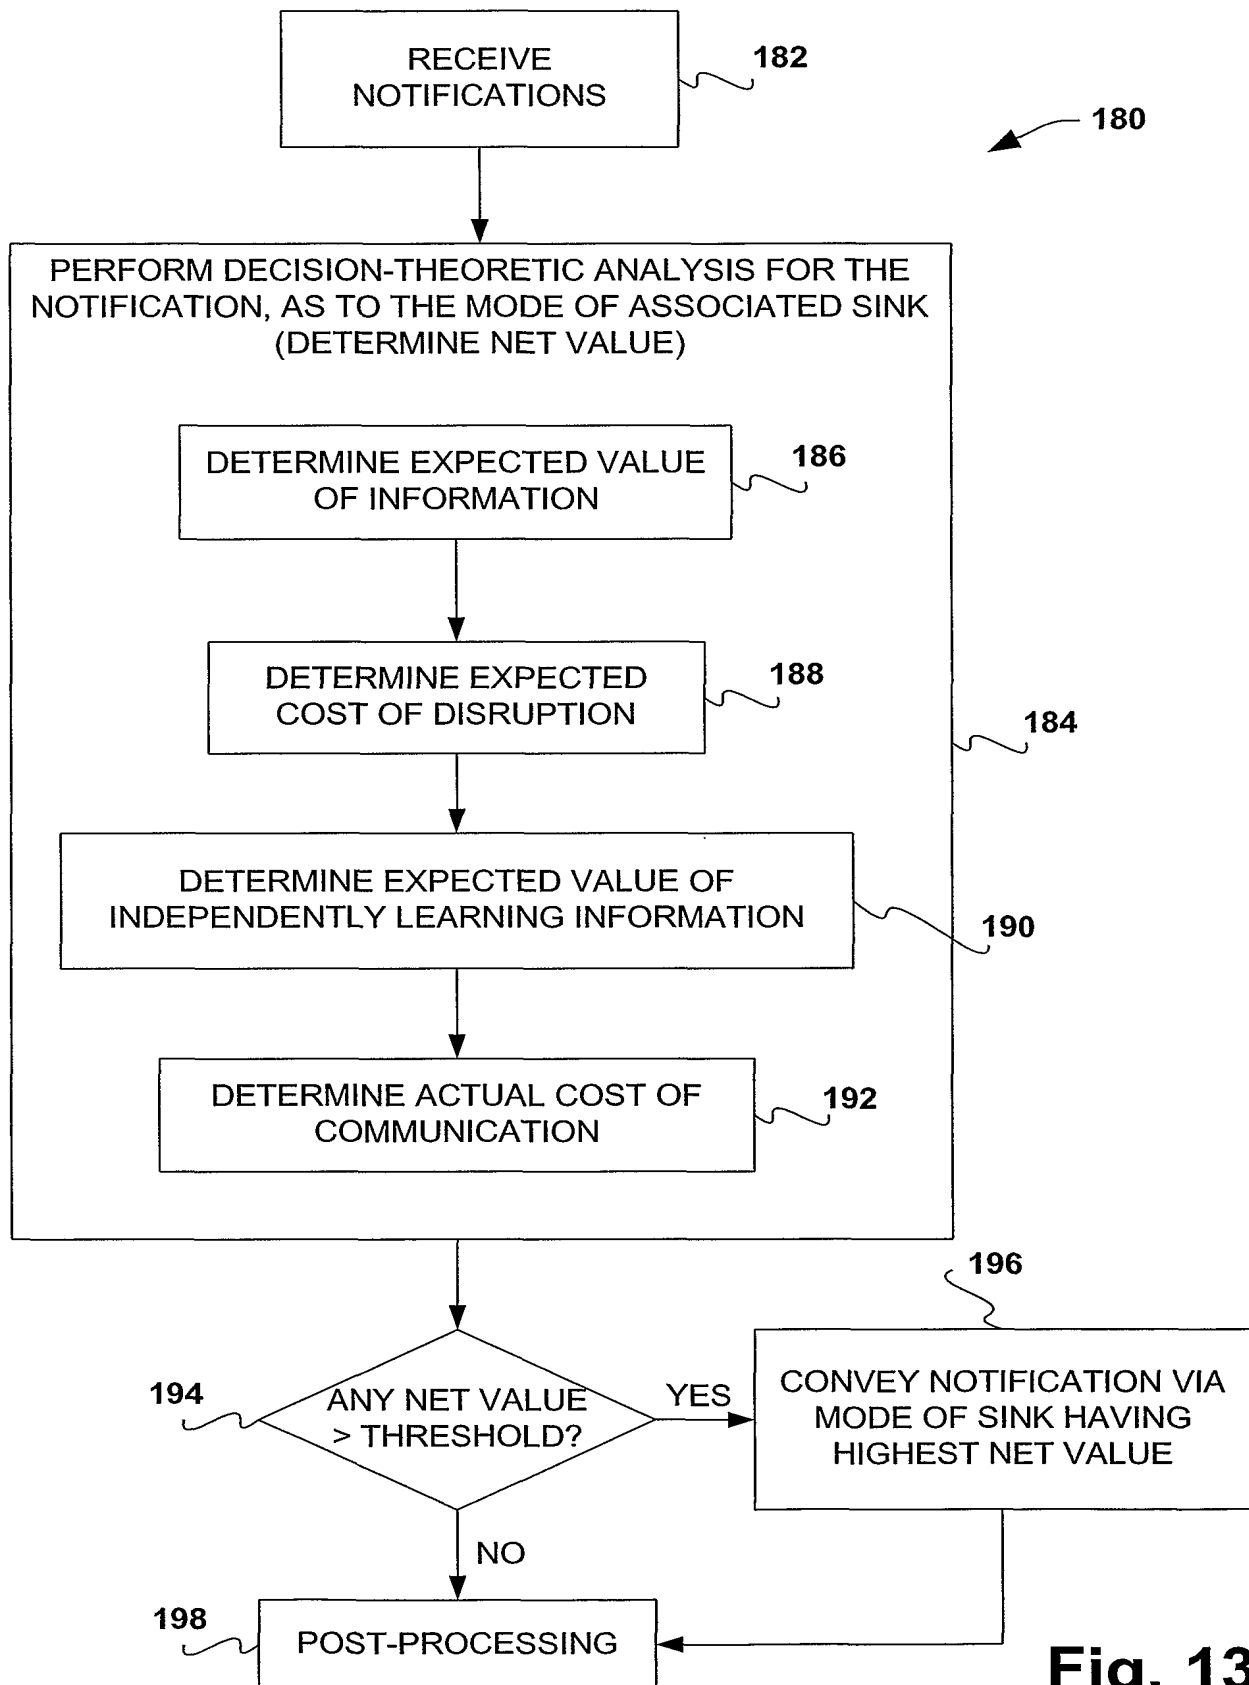 RECEIVE
NOTIFICATIONS
182
180
PERFORM DECISION-THEORETIC ANALYSIS FOR THE
NOTIFICATION, AS TO THE MODE OF ASSOCIATED SINK
(DETERMINE NET VALUE)
DETERMINE EXPECTED VALUE
OF INFORMATION
186
DETERMINE EXPECTED
COST OF DISRUPTION
188
184
DETERMINE EXPECTED VALUE OF
INDEPENDENTLY LEARNING INFORMATION
190
DETERMINE ACTUAL COST OF
COMMUNICATION
192
196
194
ANY NET VALUE
> THRESHOLD?
YES
CONVEY NOTIFICATION VIA
MODE OF SINK HAVING
HIGHEST NET VALUE
NO
198
POST-PROCESSING
Fig. 13